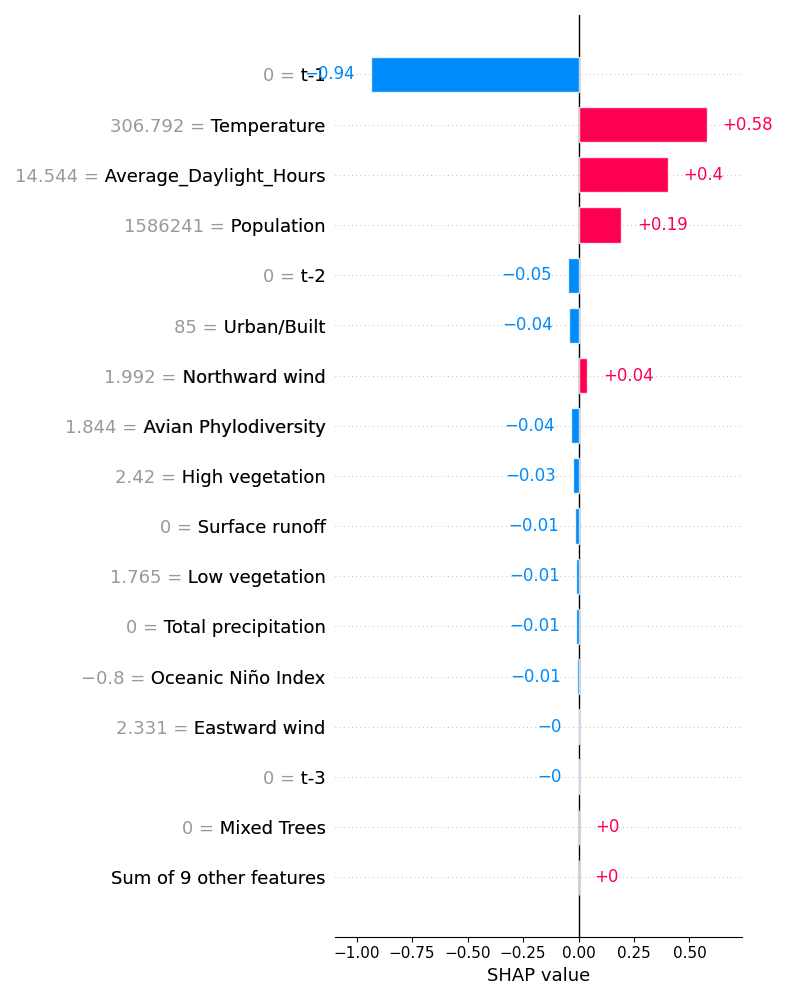 0 = t-1 −0.94
306.792 = Temperature +0.58
14.544 = Average_Daylight_Hours +0.4
1586241 = Population +0.19
0 = t-2 −0.05
85 = Urban/Built −0.04
1.992 = Northward wind +0.04
1.844 = Avian Phylodiversity −0.04
2.42 = High vegetation −0.03
0 = Surface runoff −0.01
1.765 = Low vegetation −0.01
0 = Total precipitation −0.01
−0.8 = Oceanic Niño Index −0.01
2.331 = Eastward wind −0
0 = t-3 −0
0 = Mixed Trees +0
Sum of 9 other features +0
−1.00 −0.75 −0.50 −0.25 0.00 0.25 0.50
SHAP value